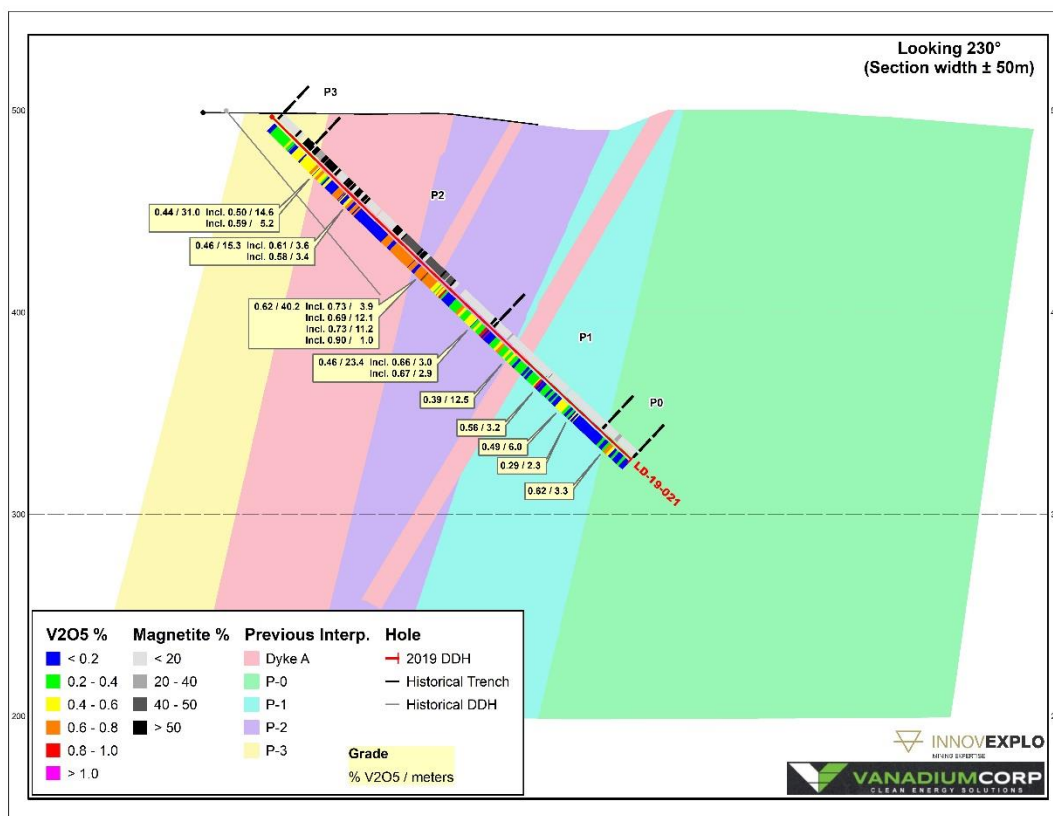 Looking 230°
(Section width ± 50m)
500
P3
P2
0.44 / 31.0 Incl. 0.50 / 14.6
Incl. 0.59 / 5.2
0.46 / 15.3 Incl. 0.61 / 3.6
Incl. 0.58 / 3.4
0.62 / 40.2 Incl. 0.73 / 3.9
Incl. 0.69 / 12.1
Incl. 0.73 / 11.2
Incl. 0.90 / 1.0
400
P1
0.46 / 23.4 Incl. 0.66 / 3.0
Incl. 0.67 / 2.9
0.39 / 12.5
P0
0.56 / 3.2
0.49 / 6.0
0.29 / 2.3
0.62 / 3.3
LD-19-021
300
200
V2O5 %
< 0.2
0.2 - 0.4
0.4 - 0.6
0.6 - 0.8
0.8 - 1.0
> 1.0
Magnetite %
< 20
20 - 40
40 - 50
> 50
Previous Interp.
Dyke A
P-0
P-1
P-2
P-3
Hole
2019 DDH
Historical Trench
Historical DDH
Grade
% V2O5 / meters
INNOVEXPLO
MINING EXPERTISE
VANADIUMCORP
CLEAN ENERGY SOLUTIONS